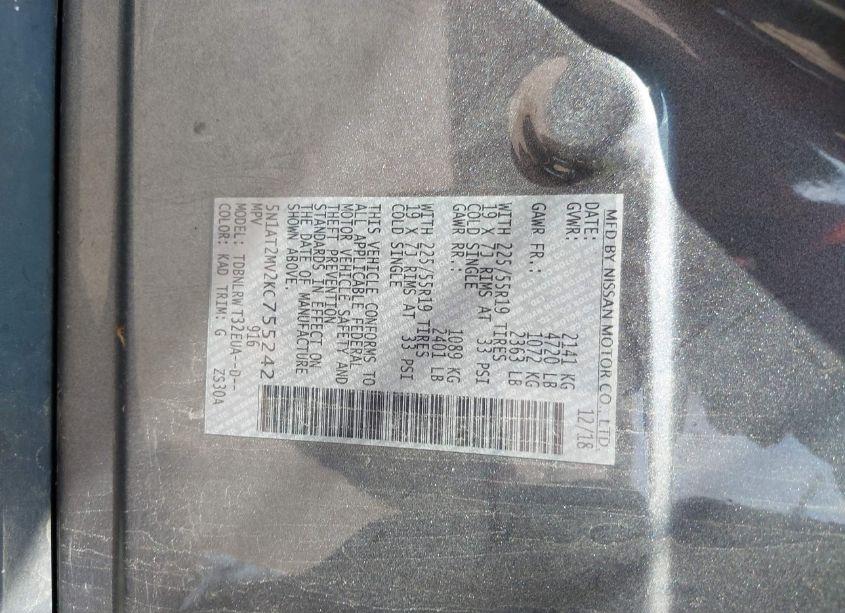 MFD BY NISSAN MOTOR CO., LTD.
DATE: 12/18
GVWR: 2141 KG
4720 LB
GAWR FR.: 1072 KG
2363 LB
WITH 225/55R19 TIRES
19 X 7J RIMS AT 33 PSI
COLD SINGLE
GAWR RR.: 1089 KG
2401 LB
WITH 225/55R19 TIRES
19 X 7J RIMS AT 33 PSI
COLD SINGLE
THIS VEHICLE CONFORMS TO
ALL APPLICABLE FEDERAL
MOTOR VEHICLE SAFETY AND
THEFT PREVENTION
STANDARDS IN EFFECT ON
THE DATE OF MANUFACTURE
SHOWN ABOVE.
5N1AT2MV2KC755242
MPV 916
MODEL: TDBNLRWT32EUA--D--
COLOR: KAD TRIM: G ZS30A